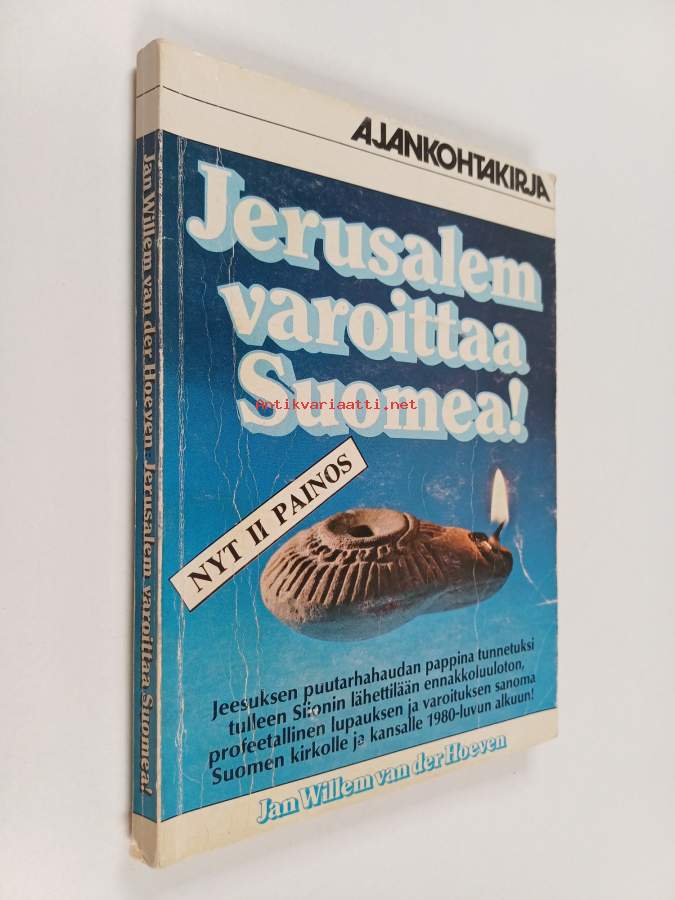 AJANKOHTAKIRJA
Jerusalem
varoittaa
Suomea!
Antikvariaatti.net
NYT II PAINOS
Jeesuksen puutarhahaudan pappina tunnetuksi
tulleen Siionin lähettilään ennakkoluuloton,
profeetallinen lupauksen ja varoituksen sanoma
Suomen kirkolle ja kansalle 1980-luvun alkuun!
Jan Willem van der Hoeven
Jan Willem van der Hoeven: Jerusalem varoittaa Suomea!